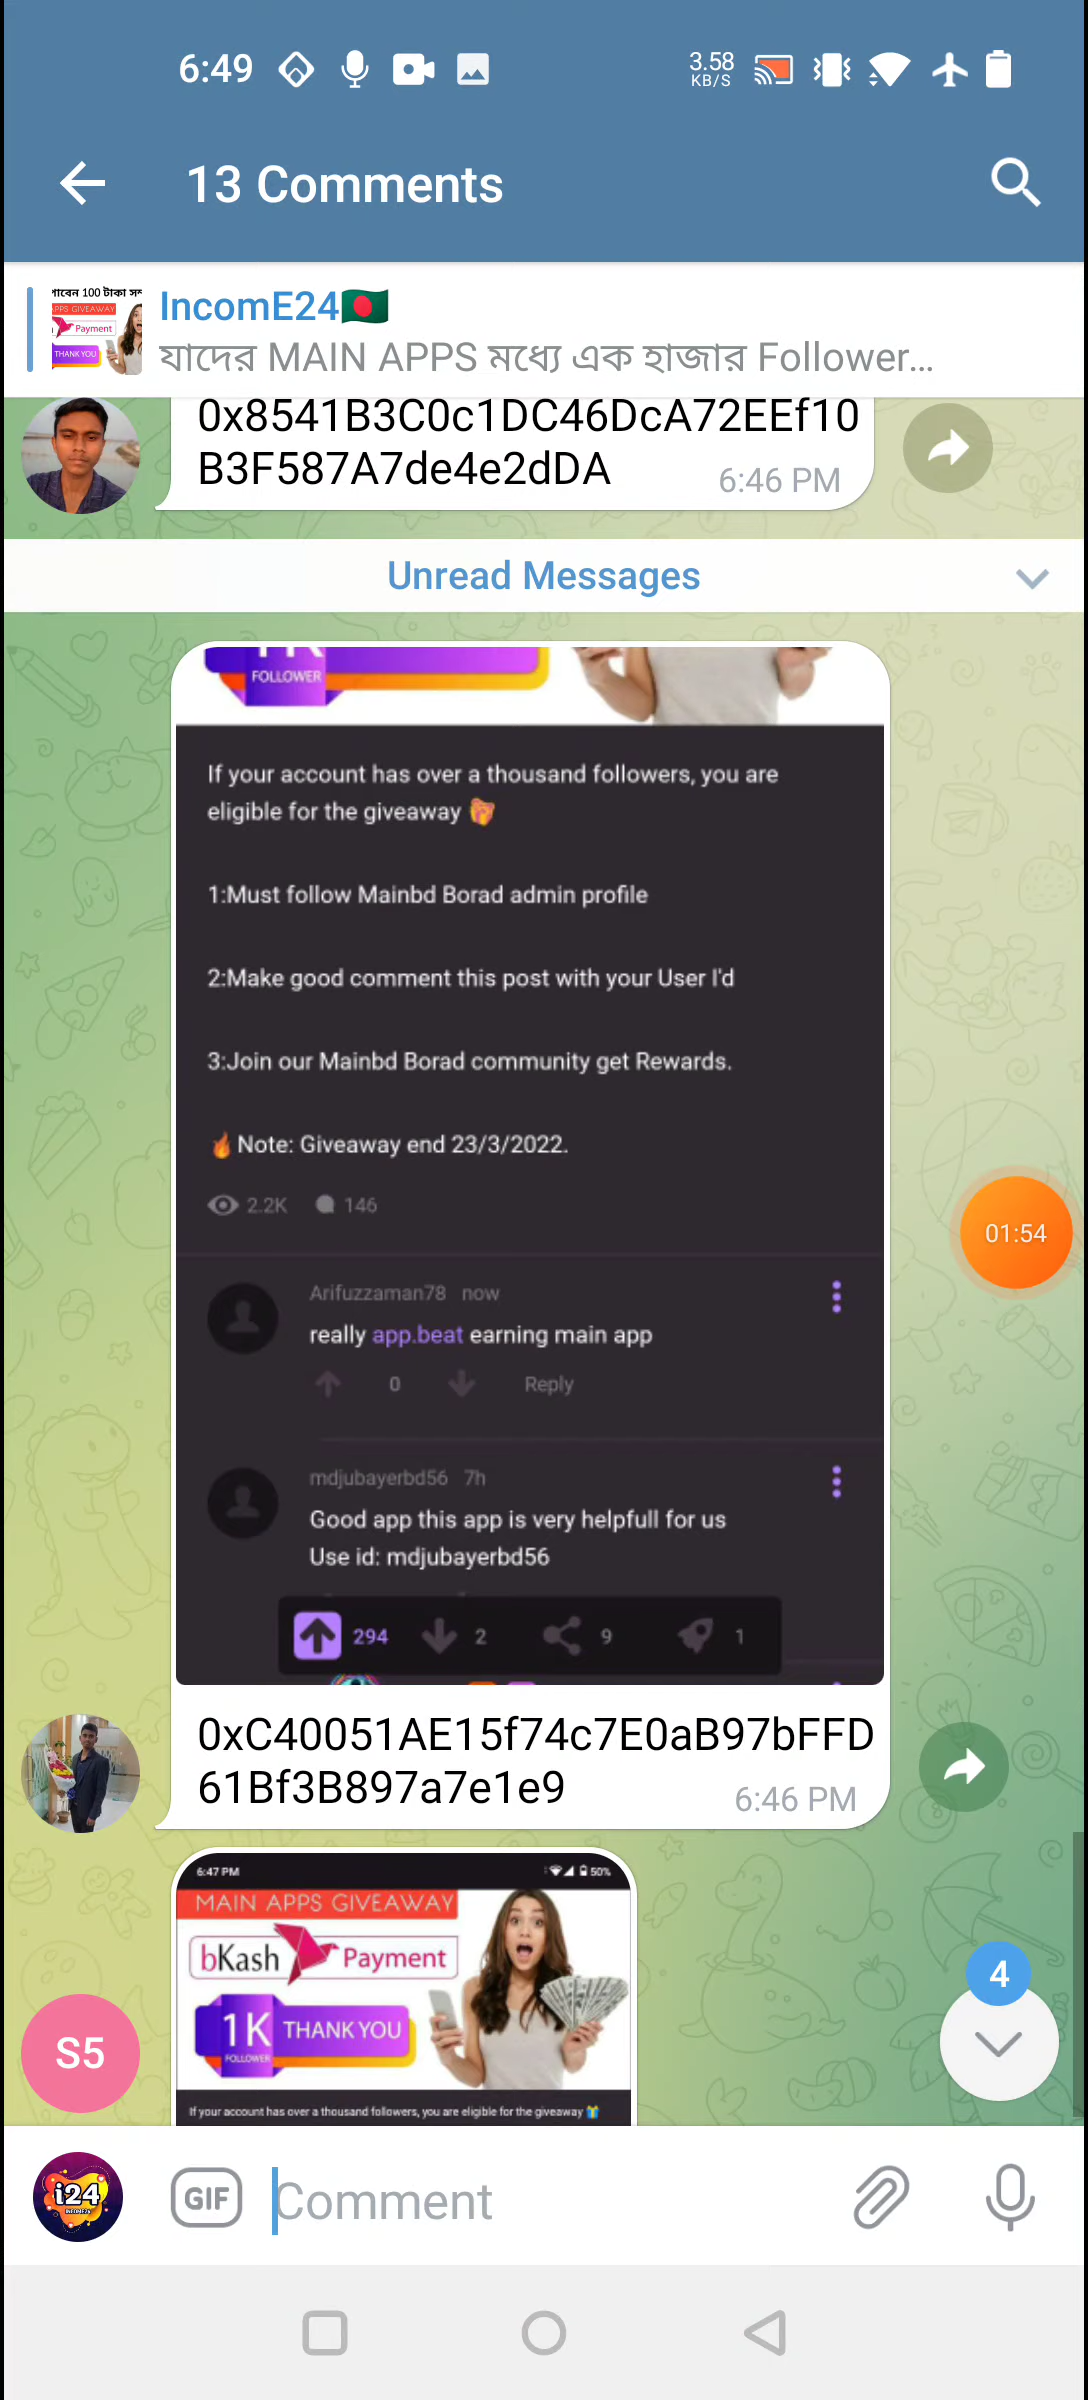 6:49
3.58
KB/S
13 Comments
IncomE24
যাদের MAIN APPS মধ্যে এক হাজার Follower...
0x8541B3C0c1DC46DcA72EEf10
B3F587A7de4e2dDA
6:46 PM
Unread Messages
FOLLOWER
If your account has over a thousand followers, you are
eligible for the giveaway
1:Must follow Mainbd Borad admin profile
2:Make good comment this post with your User I'd
3:Join our Mainbd Borad community get Rewards.
Note: Giveaway end 23/3/2022.
2.2K 146
Arifuzzaman78 now
really app.beat earning main app
0 Reply
mdjubayerbd56 7h
Good app this app is very helpfull for us
Use id: mdjubayerbd56
294 2 9 1
01:54
0xC40051AE15f74c7E0aB97bFFD
61Bf3B897a7e1e9
6:46 PM
6:47 PM
50%
MAIN APPS GIVEAWAY
bKash Payment
1K THANK YOU
FOLLOWER
If your account has over a thousand followers, you are eligible for the giveaway
S5
4
i24
GIF
Comment